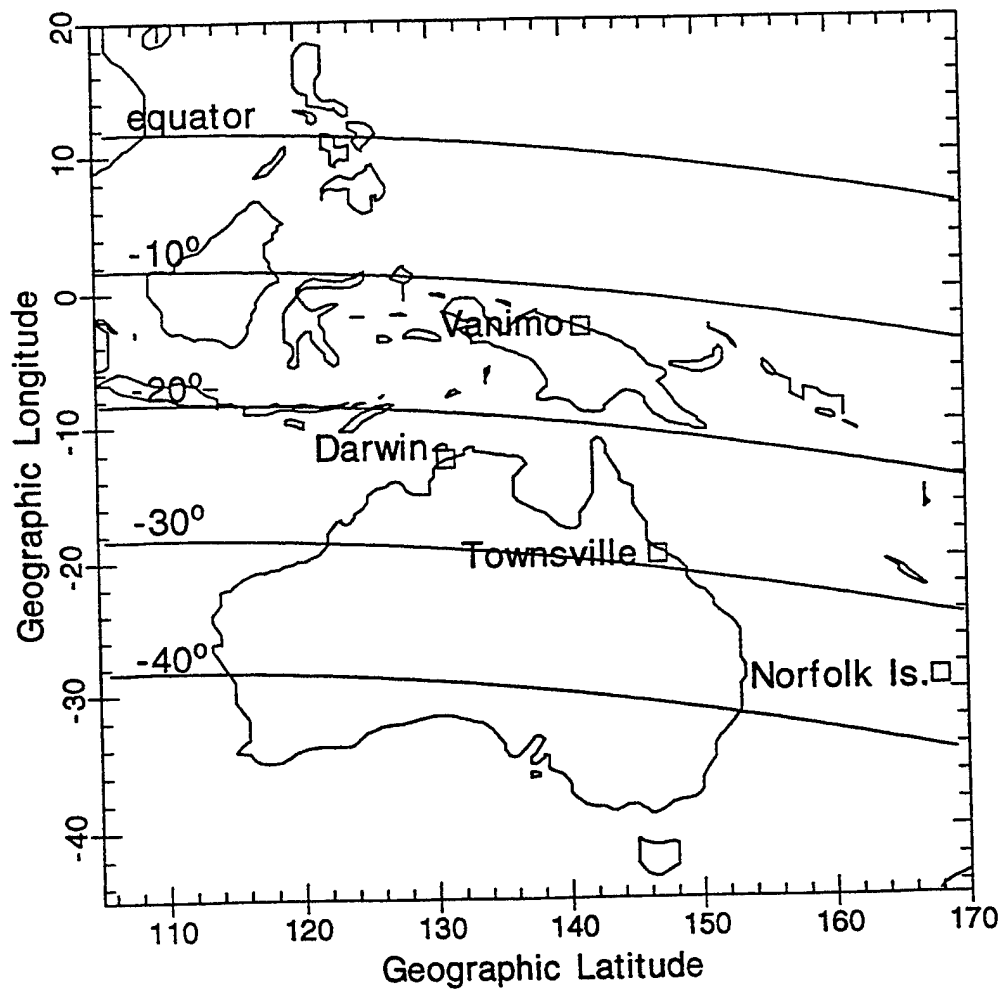 20
equator
10
-10°
0
Vanimo
-20°
-10
Darwin
-30°
Townsville
-20
-40°
Norfolk Is.
-30
-40
Geographic Longitude
110 120 130 140 150 160 170
Geographic Latitude